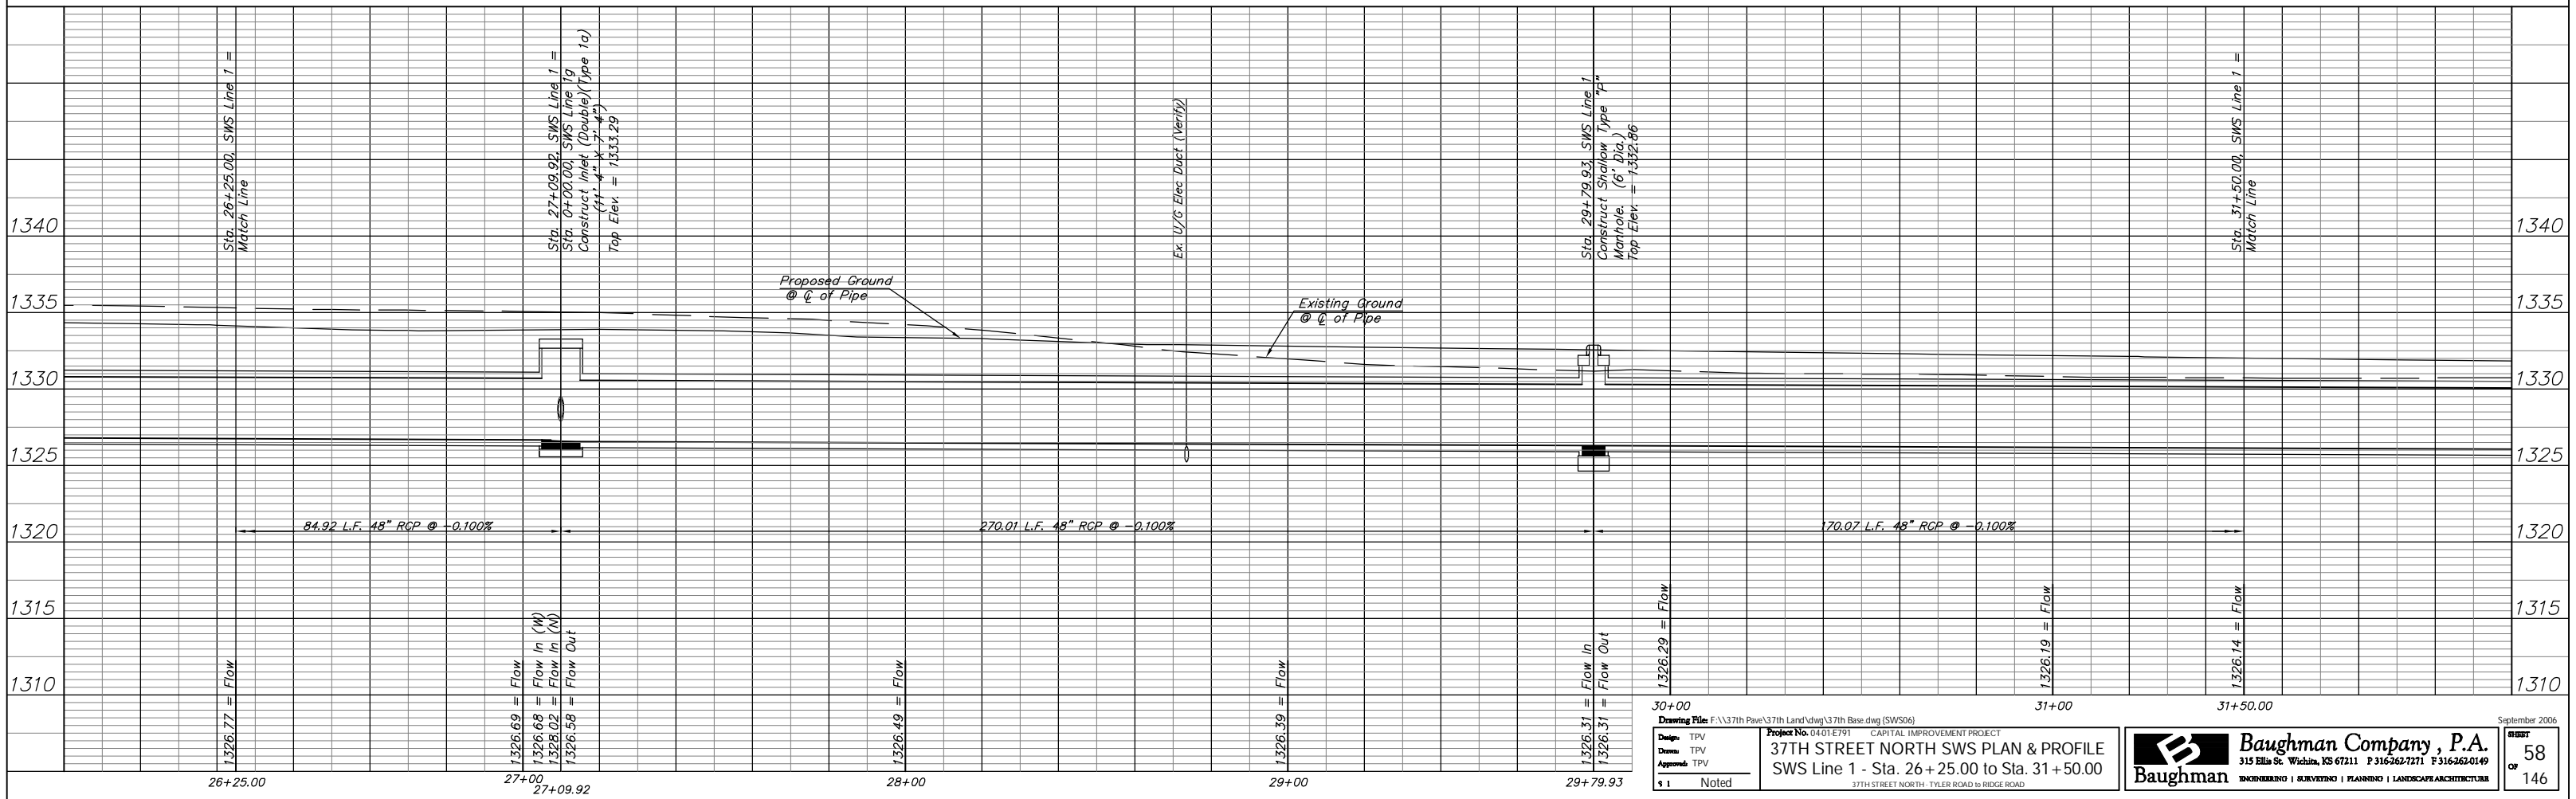 Sta. 26+25.00, SWS Line 1 =
Match Line
Sta. 27+09.92, SWS Line 1 =
Sta. 0+00.00, SWS Line 1g
Construct Inlet (Double)(Type 1a)
(11' 4" x 7' 4")
Top Elev. = 1333.29
Ex. U/G Elec Duct (Verify)
Sta. 29+79.93, SWS Line 1
Construct Shallow Type "P"
Manhole. (6' Dia.)
Top Elev. = 1332.86
Sta. 31+50.00, SWS Line 1 =
Match Line
1340
1340
Proposed Ground
@ ℄ of Pipe
Existing Ground
@ ℄ of Pipe
1335
1335
1330
1330
1325
1325
84.92 L.F. 48" RCP @ -0.100%
270.01 L.F. 48" RCP @ -0.100%
170.07 L.F. 48" RCP @ -0.100%
1320
1320
1315
1315
1310
1310
1326.77 = Flow
1326.69 = Flow
1326.68 = Flow In (W)
1328.02 = Flow In (N)
1326.58 = Flow Out
1326.49 = Flow
1326.39 = Flow
1326.31 = Flow In
1326.31 = Flow Out
1326.29 = Flow
1326.19 = Flow
1326.14 = Flow
26+25.00
27+00
27+09.92
28+00
29+00
29+79.93
30+00
31+00
31+50.00
Drawing File: F:\\37th Pave\37th Land\dwg\37th Base.dwg (SWS06)
September 2006
Design: TPV
Drawn: TPV
Approved: TPV
Noted
Project No. 04-01-E791 CAPITAL IMPROVEMENT PROJECT
37TH STREET NORTH SWS PLAN & PROFILE
SWS Line 1 - Sta. 26+25.00 to Sta. 31+50.00
37TH STREET NORTH - TYLER ROAD to RIDGE ROAD
B
Baughman
Baughman Company, P.A.
315 Ellis St. Wichita, KS 67211 P 316-262-7271 F 316-262-0149
ENGINEERING | SURVEYING | PLANNING | LANDSCAPE ARCHITECTURE
SHEET
58
OF
146